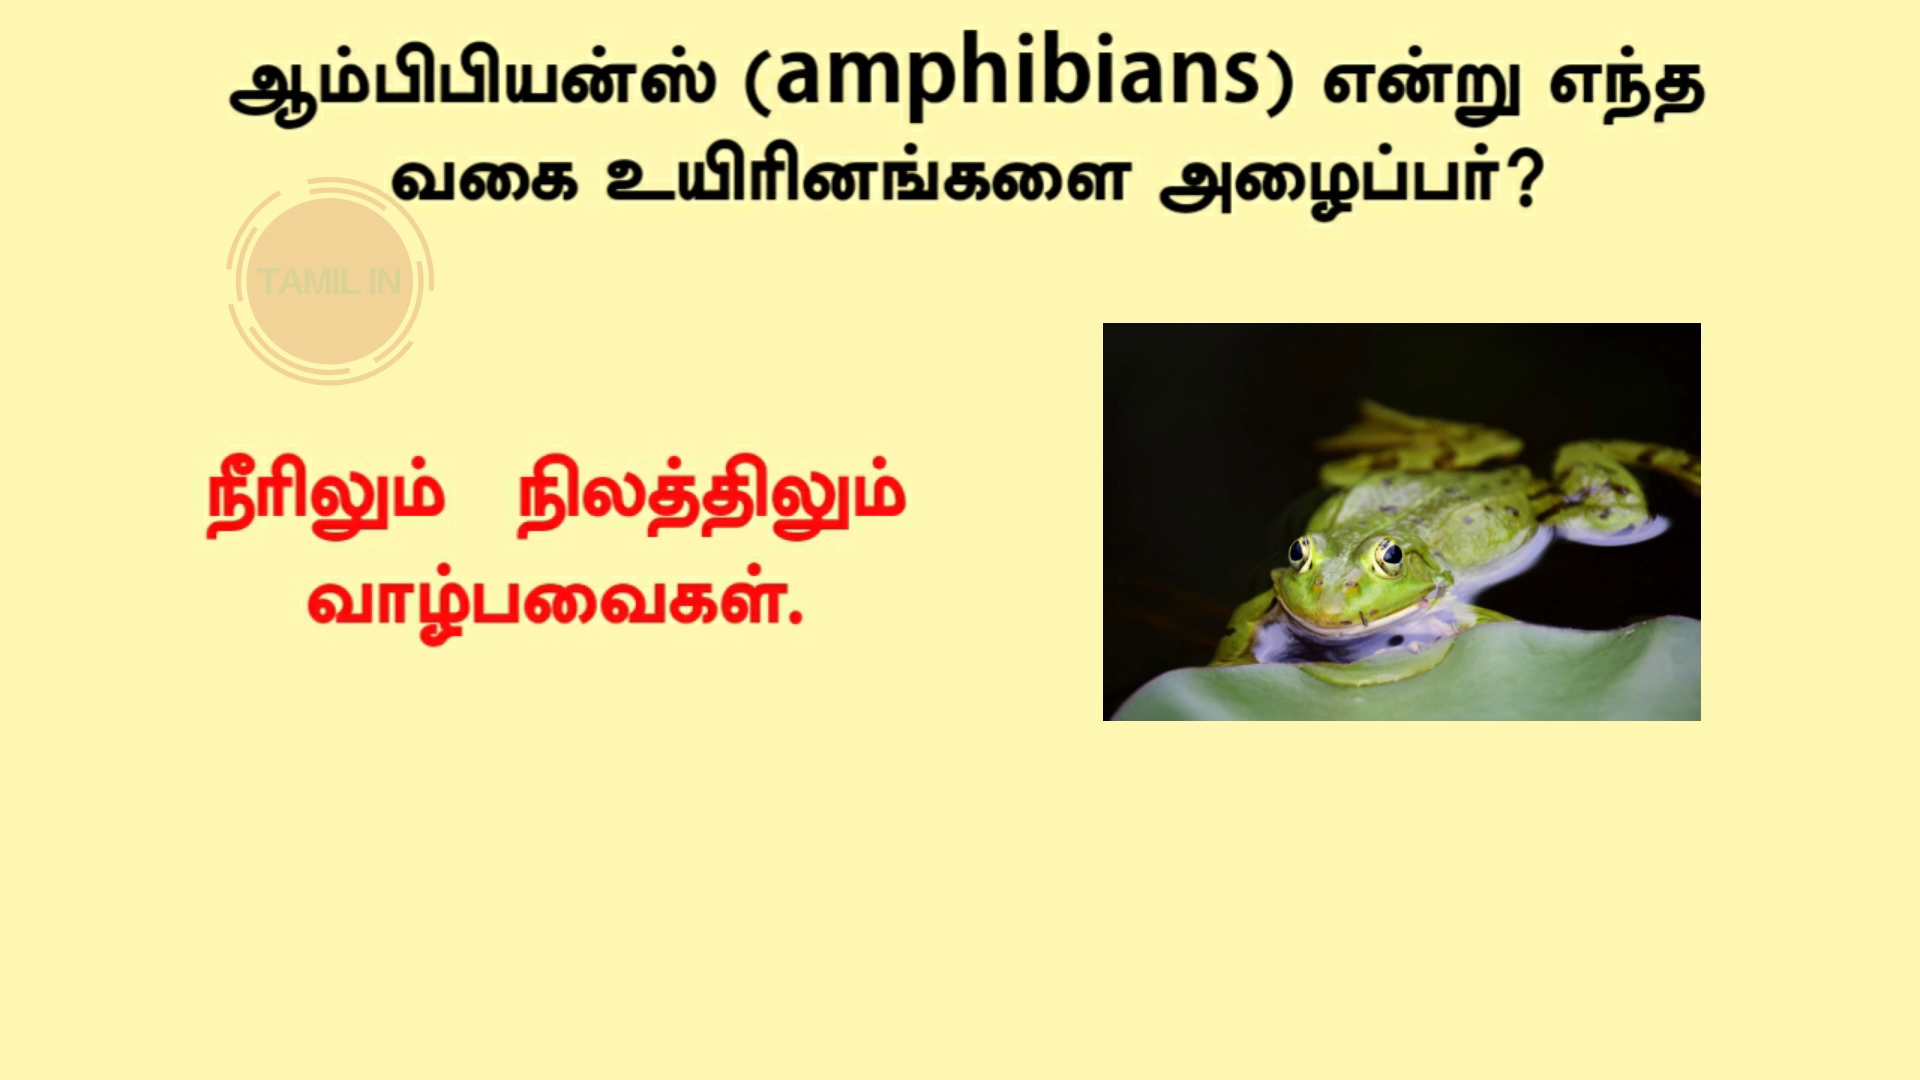 ஆம்பிபியன்ஸ் (amphibians) என்று எந்த
வகை உயிரினங்களை அழைப்பர்?
TAMIL IN
நீரிலும் நிலத்திலும்
வாழ்பவைகள்.